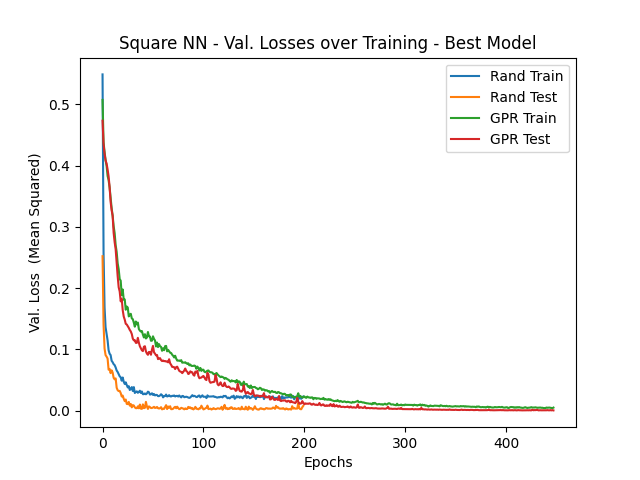 Square NN - Val. Losses over Training - Best Model
Rand Train
Rand Test
GPR Train
GPR Test
Val. Loss  (Mean Squared)
0.5
0.4
0.3
0.2
0.1
0.0
0 100 200 300 400
Epochs